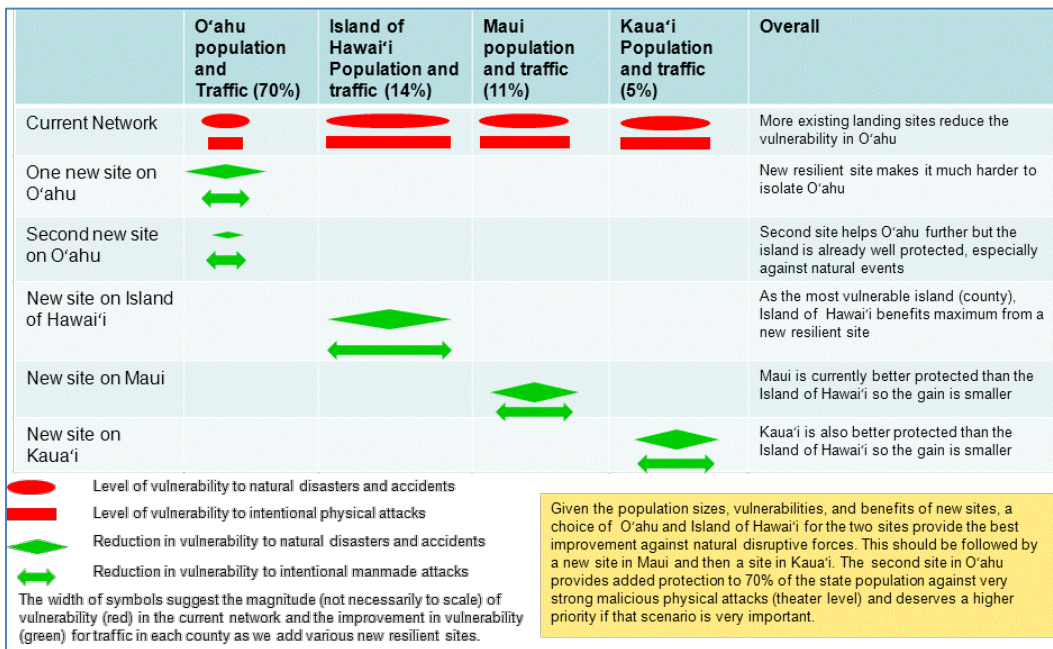 Oʻahu population and Traffic (70%)
Island of Hawaiʻi Population and traffic (14%)
Maui population and traffic (11%)
Kauaʻi Population and traffic (5%)
Overall
Current Network
More existing landing sites reduce the
vulnerability in Oʻahu
One new site on
Oʻahu
New resilient site makes it much harder to
isolate Oʻahu
Second new site
on Oʻahu
Second site helps Oʻahu further but the
island is already well protected, especially
against natural events
New site on Island
of Hawaiʻi
As the most vulnerable island (county),
Island of Hawaiʻi benefits maximum from a
new resilient site
New site on Maui
Maui is currently better protected than the
Island of Hawaiʻi so the gain is smaller
New site on
Kauaʻi
Kauaʻi is also better protected than the
Island of Hawaiʻi so the gain is smaller
Level of vulnerability to natural disasters and accidents
Level of vulnerability to intentional physical attacks
Reduction in vulnerability to natural disasters and accidents
Reduction in vulnerability to intentional manmade attacks
The width of symbols suggest the magnitude (not necessarily to scale) of
vulnerability (red) in the current network and the improvement in vulnerability
(green) for traffic in each county as we add various new resilient sites.
Given the population sizes, vulnerabilities, and benefits of new sites, a
choice of Oʻahu and Island of Hawaiʻi for the two sites provide the best
improvement against natural disruptive forces. This should be followed by
a new site in Maui and then a site in Kauaʻi. The second site in Oʻahu
provides added protection to 70% of the state population against very
strong malicious physical attacks (theater level) and deserves a higher
priority if that scenario is very important.